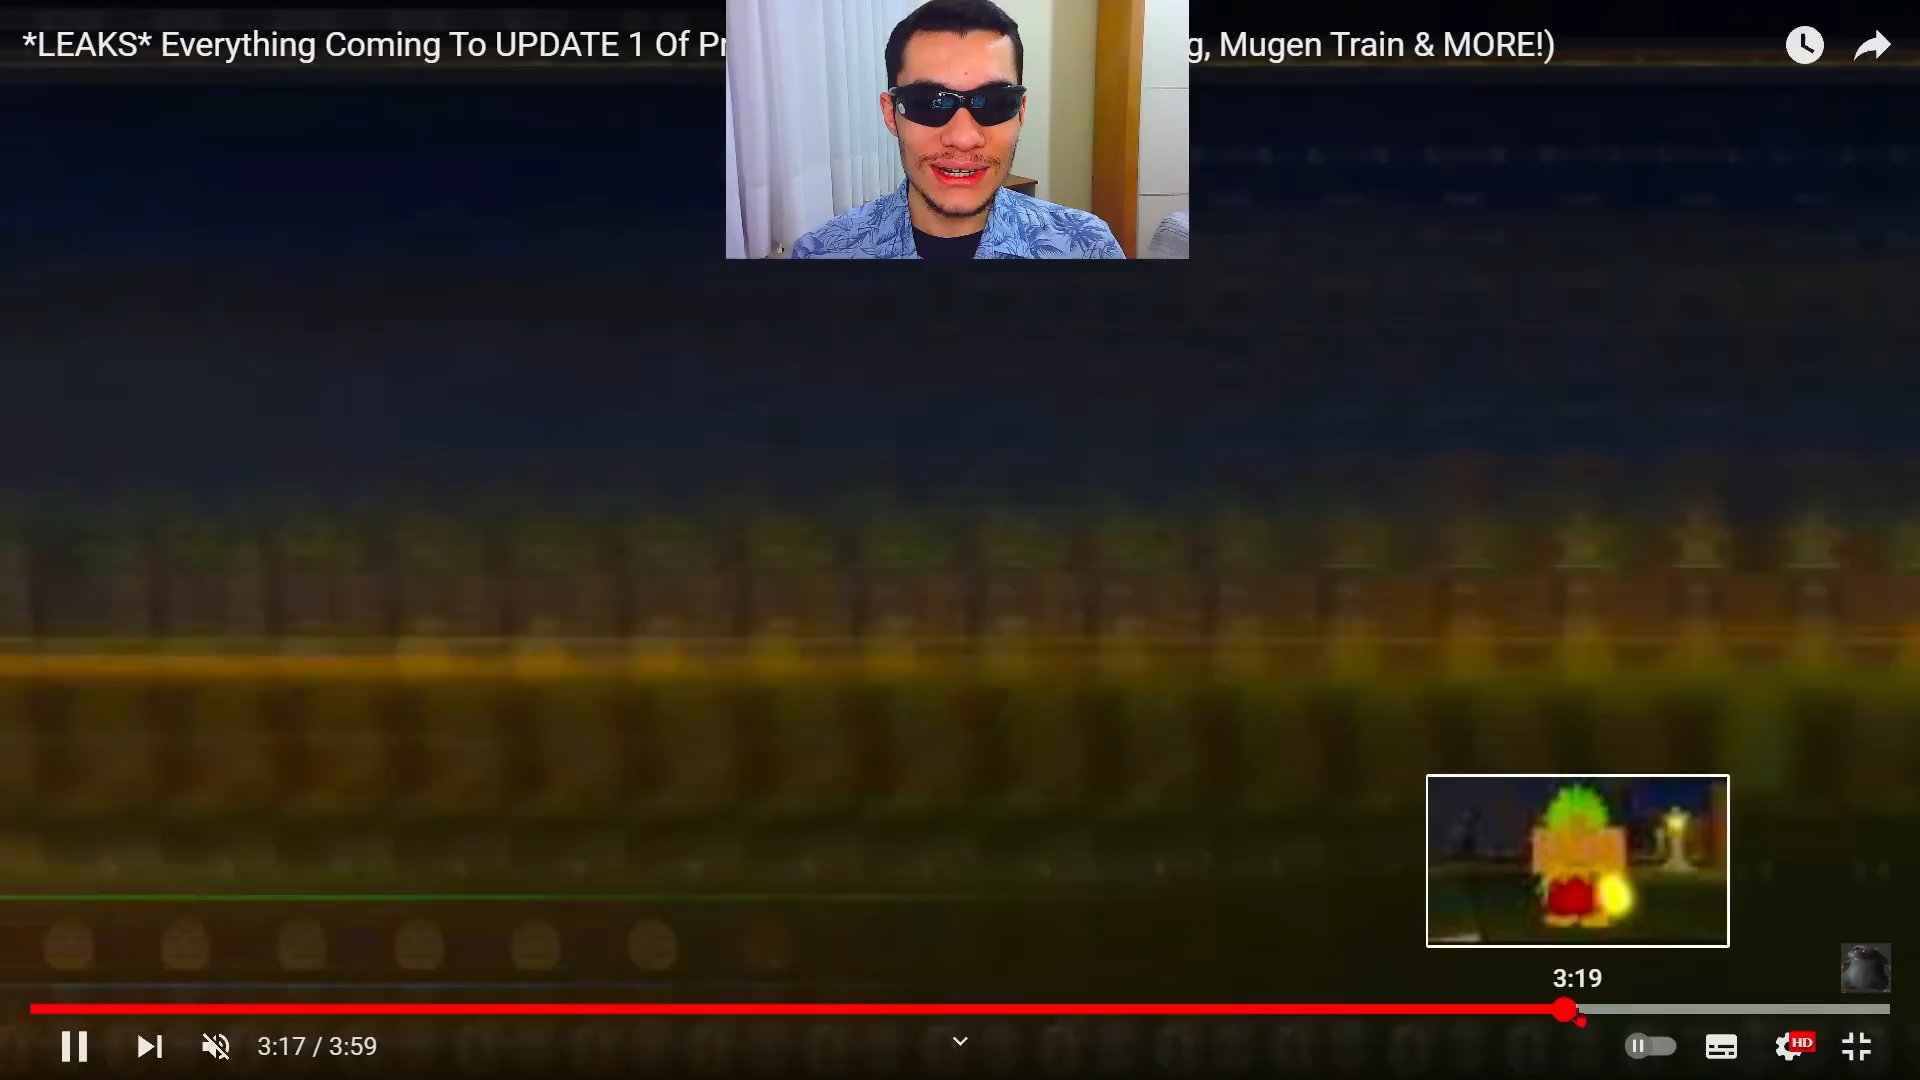 *LEAKS* Everything Coming To UPDATE 1 Of Pr g, Mugen Train & MORE!)
3:19
3:17 / 3:59
HD